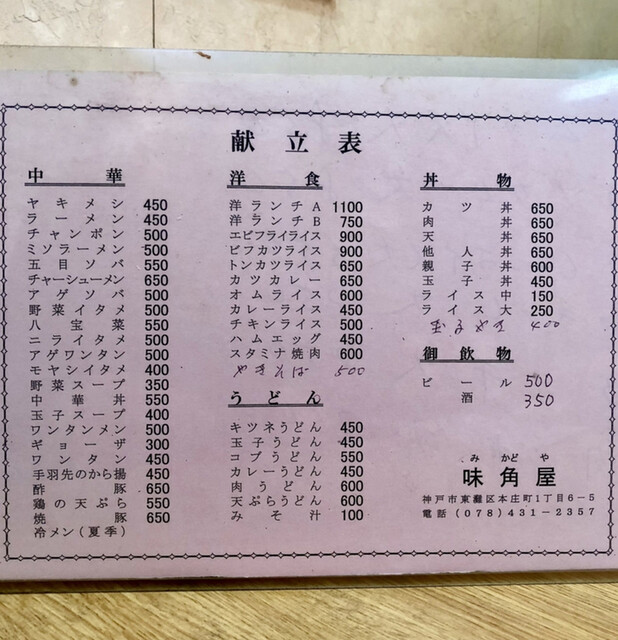 献立表
中華
ヤキメシ 450
ラーメン 450
チャンポン 500
ミソラーメン 500
五目ソバ 550
チャーシューメン 650
アゲソバ 500
野菜イタメ 500
八宝菜 550
ニライタメ 500
アゲワンタン 500
モヤシイタメ 400
野菜スープ 350
中華丼 550
玉子スープ 400
ワンタンメン 500
ギョーザ 300
ワンタン 450
手羽先のから揚 450
酢豚 650
鶏の天ぷら 550
焼豚 650
冷メン(夏季)
洋食
洋ランチA 1100
洋ランチB 750
エビフライライス 900
ビフカツライス 900
トンカツライス 650
カツカレー 650
オムライス 600
カレーライス 450
チキンライス 500
ハムエッグ 450
スタミナ焼肉 600
やきそば 500
うどん
キツネうどん 450
玉子うどん 450
コブうどん 550
カレーうどん 450
肉うどん 600
天ぷらうどん 600
みそ汁 100
丼物
カツ丼 650
肉丼 650
天丼 650
他人丼 650
親子丼 600
玉子丼 450
ライス中 150
ライス大 250
玉子やき 400
御飲物
ビール 500
酒 350
みかどや
味角屋
神戸市東灘区本庄町1丁目6-5
電話(078)431-2357